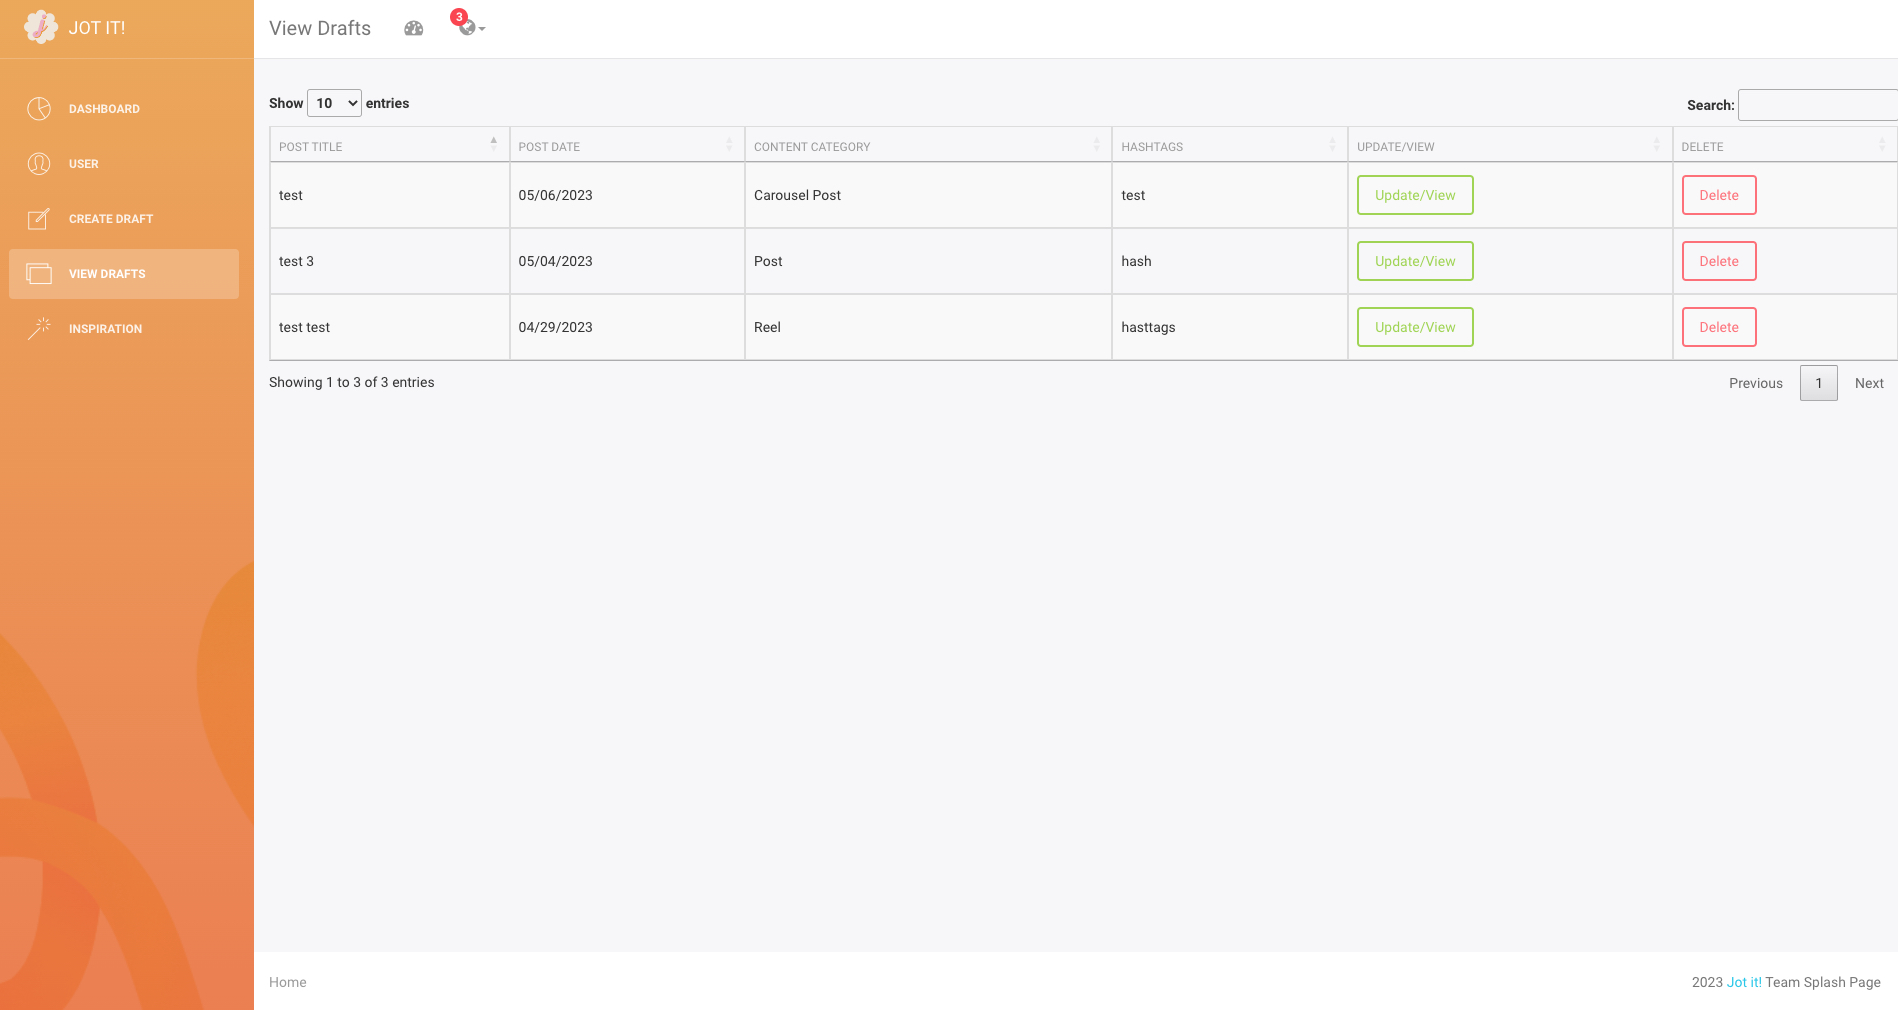 JOT IT!
View Drafts
3
DASHBOARD
USER
CREATE DRAFT
VIEW DRAFTS
INSPIRATION
Show 10 entries
Search:
POST TITLE POST DATE CONTENT CATEGORY HASHTAGS UPDATE/VIEW DELETE
test 05/06/2023 Carousel Post test Update/View Delete
test 3 05/04/2023 Post hash Update/View Delete
test test 04/29/2023 Reel hasttags Update/View Delete
Showing 1 to 3 of 3 entries
Previous 1 Next
Home
2023 Jot it! Team Splash Page